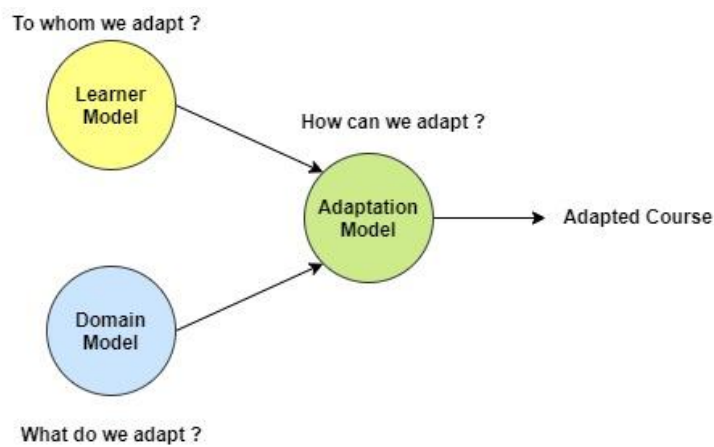 To whom we adapt ?
Learner
Model
How can we adapt ?
Adaptation
Model
Adapted Course
Domain
Model
What do we adapt ?